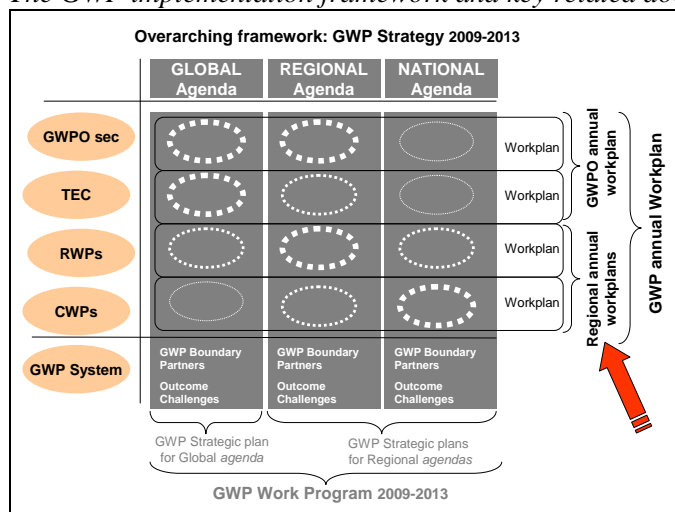 The GWP implementation framework and key related
Overarching framework: GWP Strategy 2009-2013
GLOBAL
Agenda
REGIONAL
Agenda
NATIONAL
Agenda
GWPO sec
Workplan
TEC
Workplan
RWPs
Workplan
CWPs
Workplan
GWPO annual
workplan
Regional annual
workplans
GWP annual Workplan
GWP System
GWP Boundary
Partners
Outcome
Challenges
GWP Boundary
Partners
Outcome
Challenges
GWP Boundary
Partners
Outcome
Challenges
GWP Strategic plan
for Global agenda
GWP Strategic plans
for Regional agendas
GWP Work Program 2009-2013